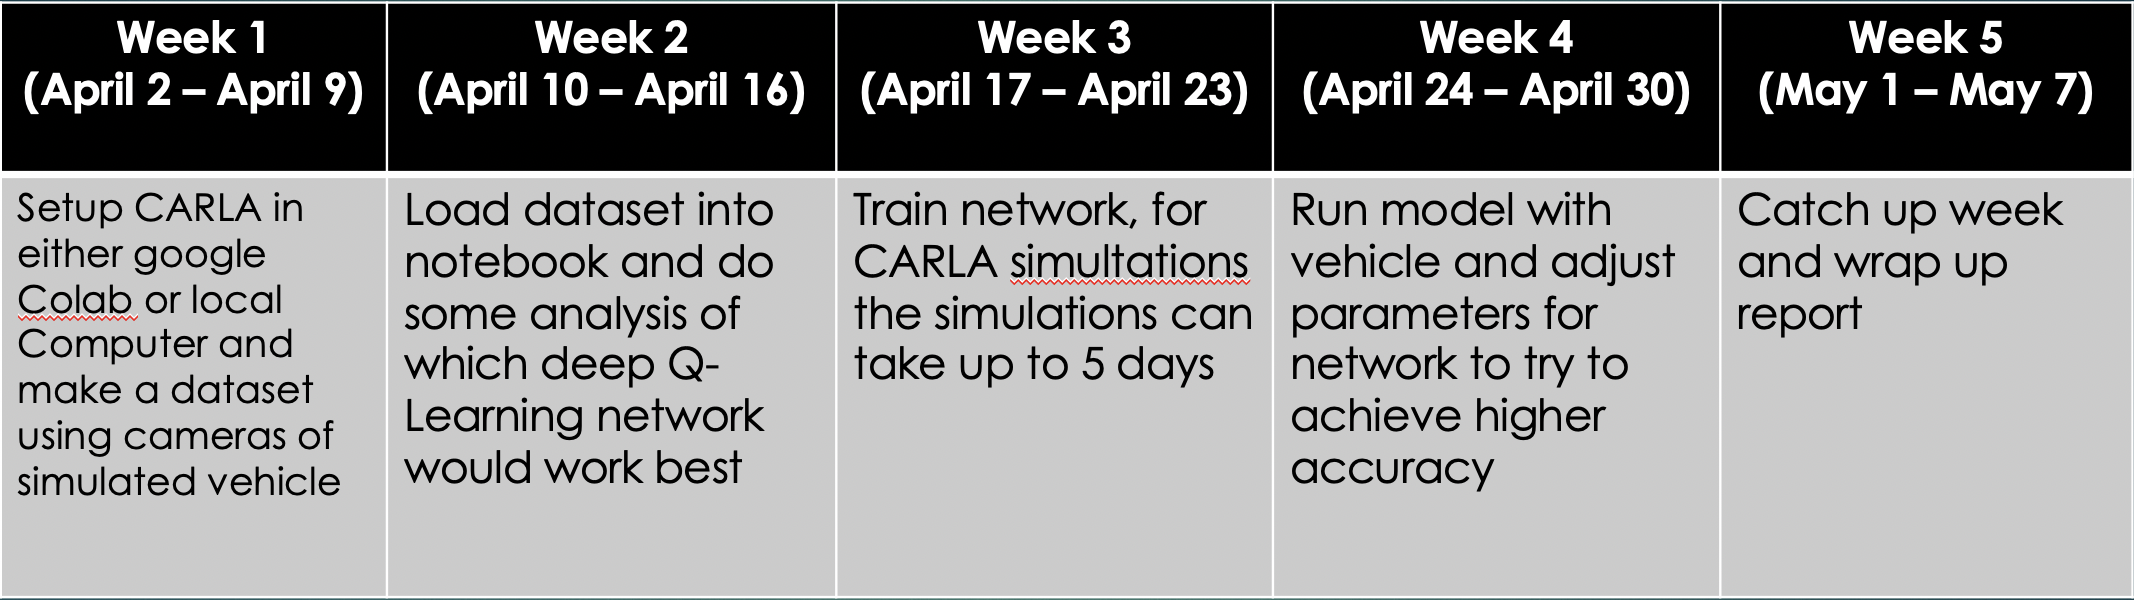 Week 1
(April 2 – April 9)
Week 2
(April 10 – April 16)
Week 3
(April 17 – April 23)
Week 4
(April 24 – April 30)
Week 5
(May 1 – May 7)
Setup CARLA in
either google
Colab or local
Computer and
make a dataset
using cameras of
simulated vehicle
Load dataset into
notebook and do
some analysis of
which deep Q-
Learning network
would work best
Train network, for
CARLA simultations
the simulations can
take up to 5 days
Run model with
vehicle and adjust
parameters for
network to try to
achieve higher
accuracy
Catch up week
and wrap up
report